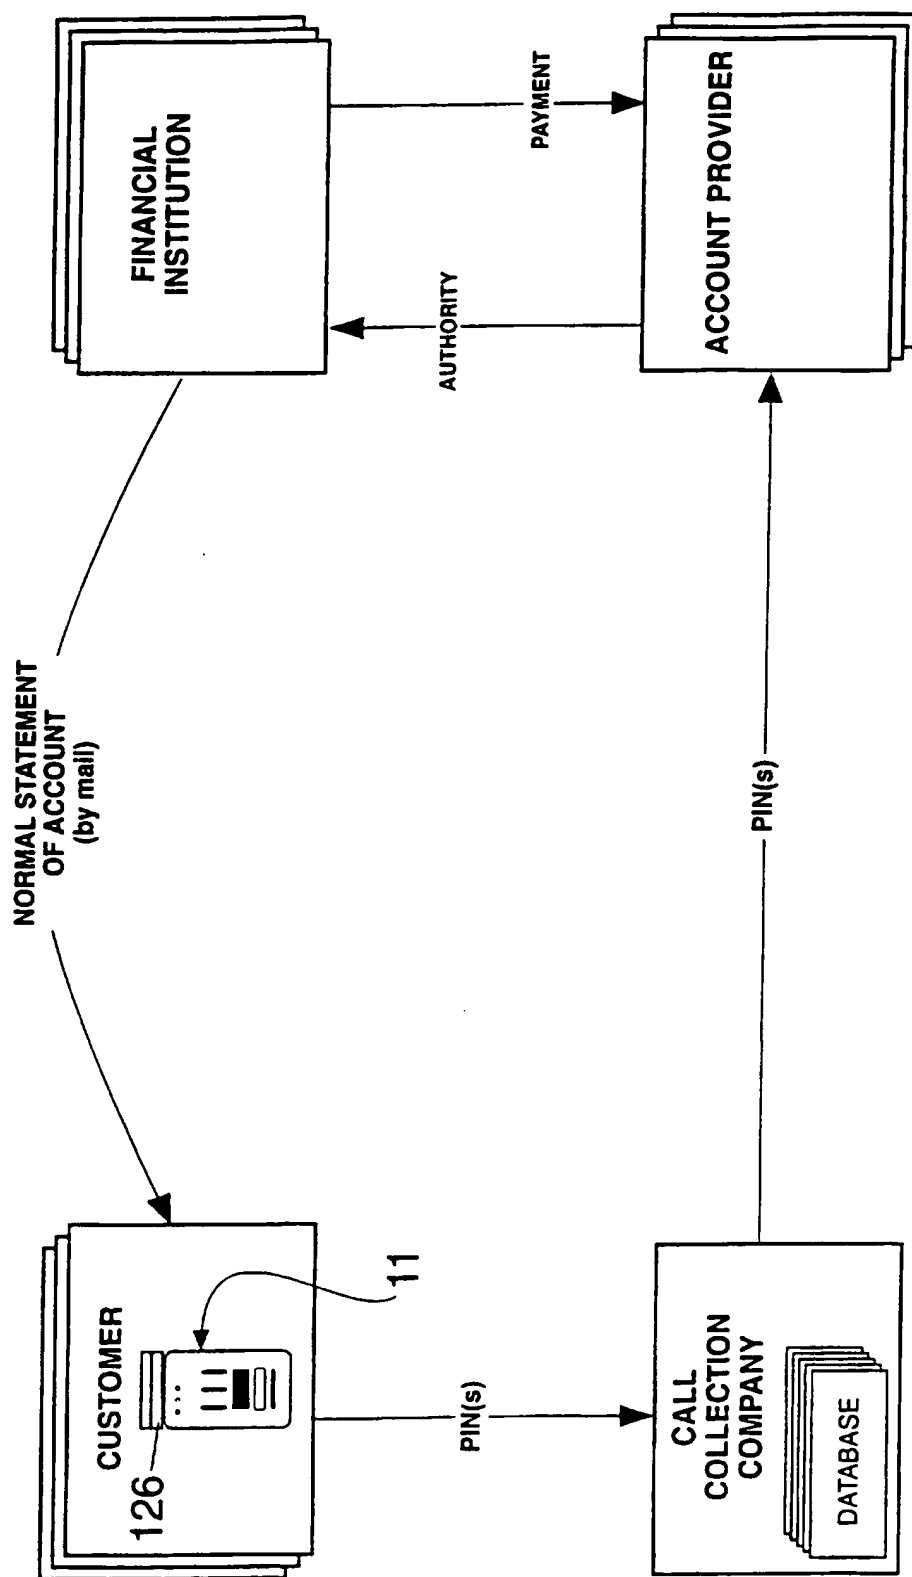 NORMAL STATEMENT
OF ACCOUNT
(by mail)
CUSTOMER
126
11
FINANCIAL
INSTITUTION
PIN(s)
AUTHORITY
PAYMENT
CALL
COLLECTION
COMPANY
DATABASE
PIN(s)
ACCOUNT PROVIDER